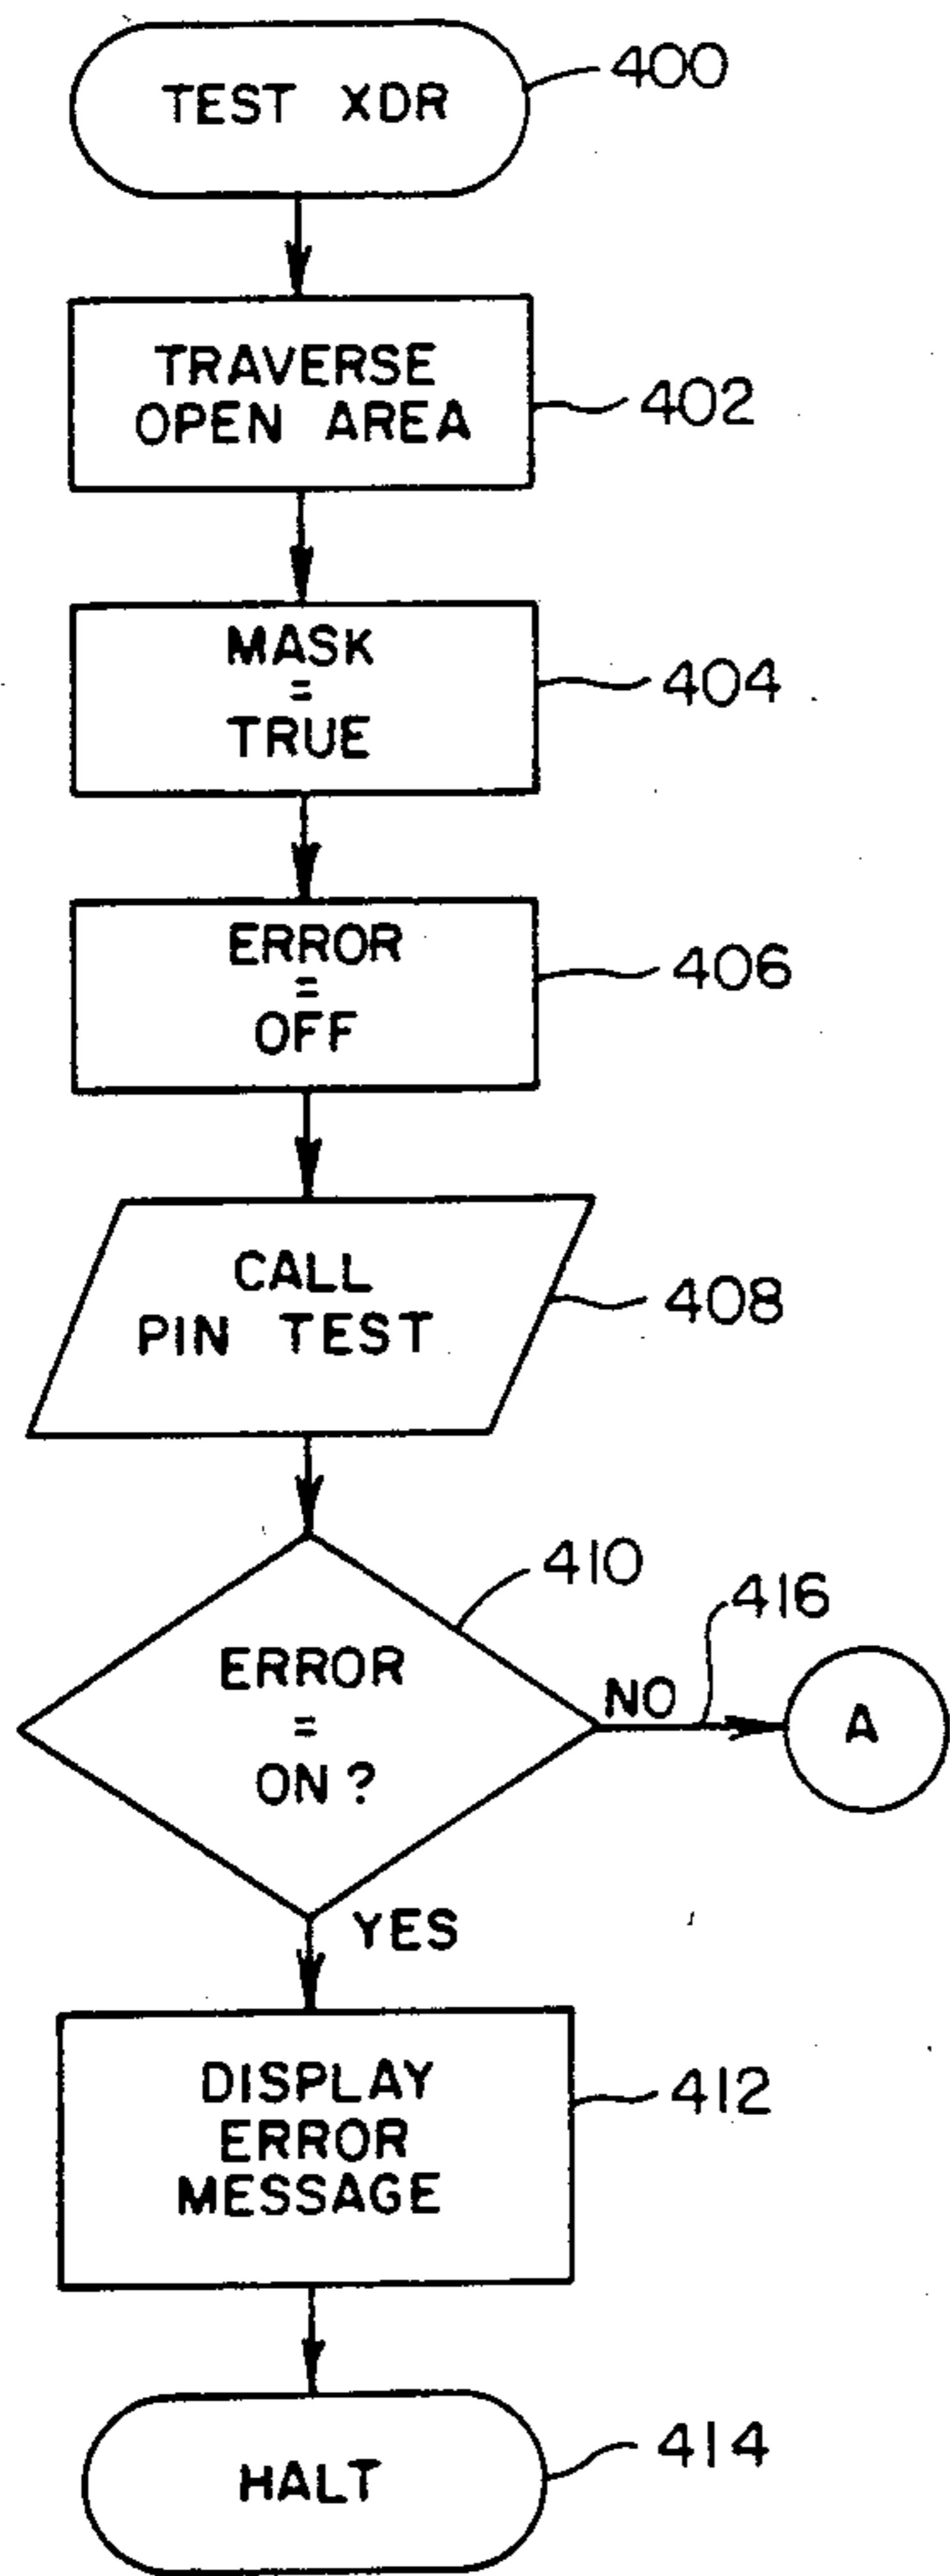 TEST XDR
400
TRAVERSE
OPEN AREA
402
MASK
=
TRUE
404
ERROR
=
OFF
406
CALL
PIN TEST
408
410
ERROR
=
ON?
NO
416
A
YES
DISPLAY
ERROR
MESSAGE
412
HALT
414